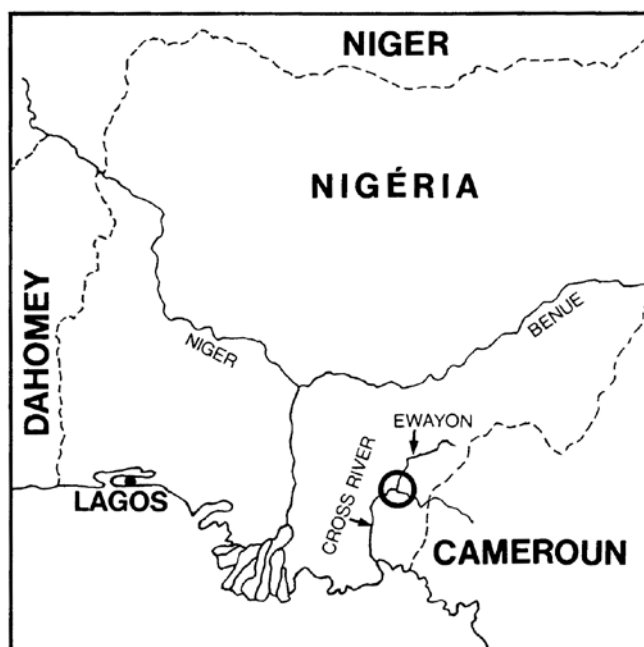 NIGER
NIGÉRIA
DAHOMEY
NIGER
BENUE
EWAYON
CROSS RIVER
LAGOS
CAMEROUN